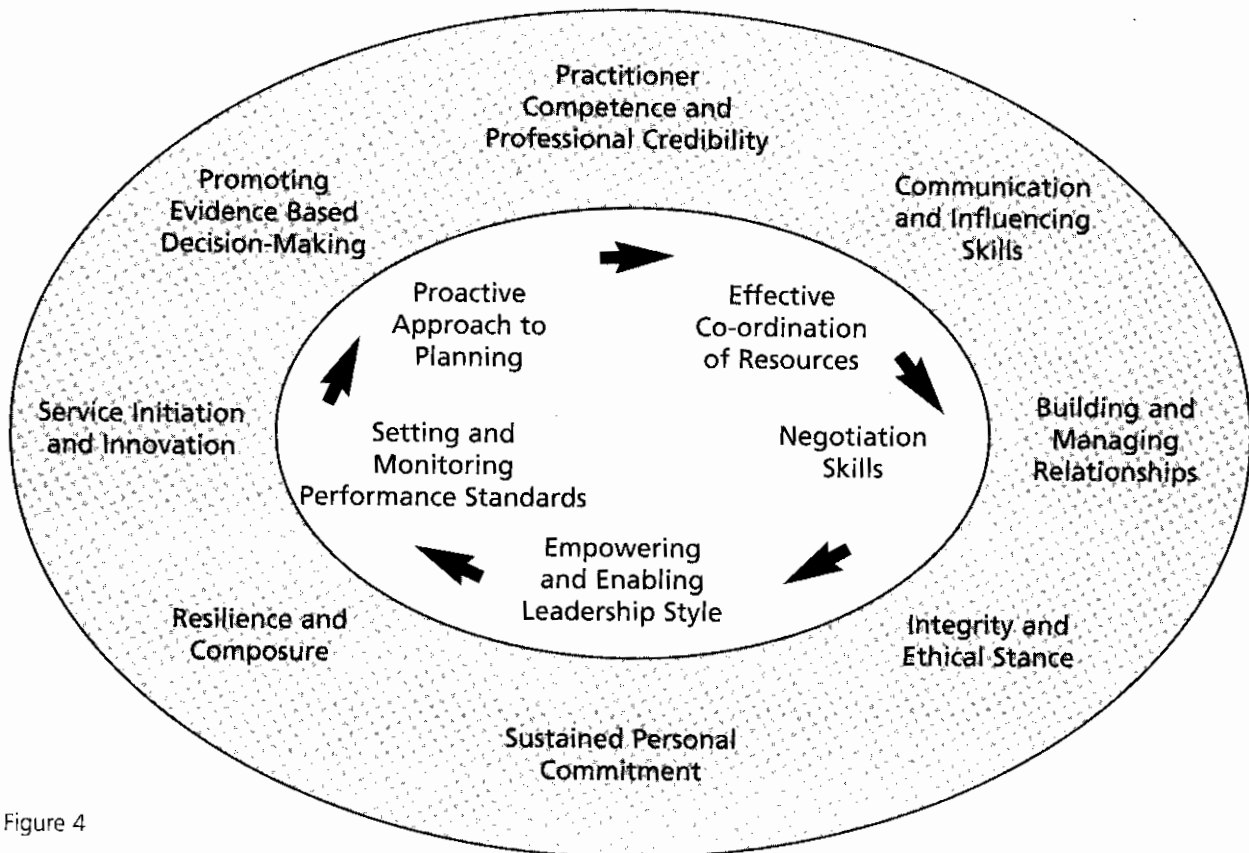 Practitioner
Competence and
Professional Credibility
Promoting
Evidence Based
Decision-Making
Communication
and Influencing
Skills
Proactive
Approach to
Planning
Effective
Co-ordination
of Resources
Service Initiation
and Innovation
Setting and
Monitoring
Performance Standards
Negotiation
Skills
Building and
Managing
Relationships
Empowering
and Enabling
Leadership Style
Resilience and
Composure
Integrity and
Ethical Stance
Sustained Personal
Commitment
Figure 4